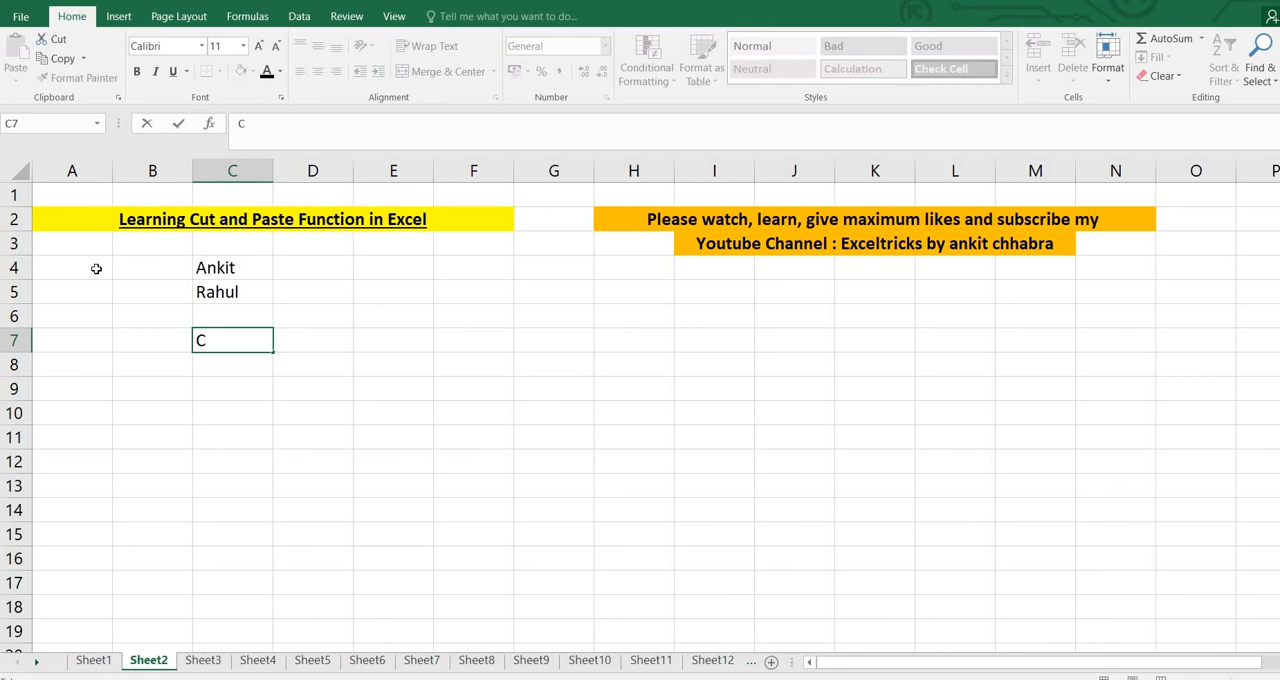 File Home Insert Page Layout Formulas Data Review View Tell me what you want to do...
Cut
Copy
Format Painter
Paste
Clipboard
Calibri 11 A A
B I U A
Font
Wrap Text
Merge & Center
Alignment
General
% ,
Number
Conditional Formatting
Format as Table
Normal Bad Good
Neutral Calculation Check Cell
Styles
Insert Delete Format
Cells
AutoSum
Fill
Clear
Sort & Filter
Find & Select
Editing
C7 fx C
A B C D E F G H I J K L M N O P
1
2 Learning Cut and Paste Function in Excel Please watch, learn, give maximum likes and subscribe my
3 Youtube Channel : Exceltricks by ankit chhabra
4 Ankit
5 Rahul
6
7 C
8
9
10
11
12
13
14
15
16
17
18
19
Sheet1 Sheet2 Sheet3 Sheet4 Sheet5 Sheet6 Sheet7 Sheet8 Sheet9 Sheet10 Sheet11 Sheet12 ...